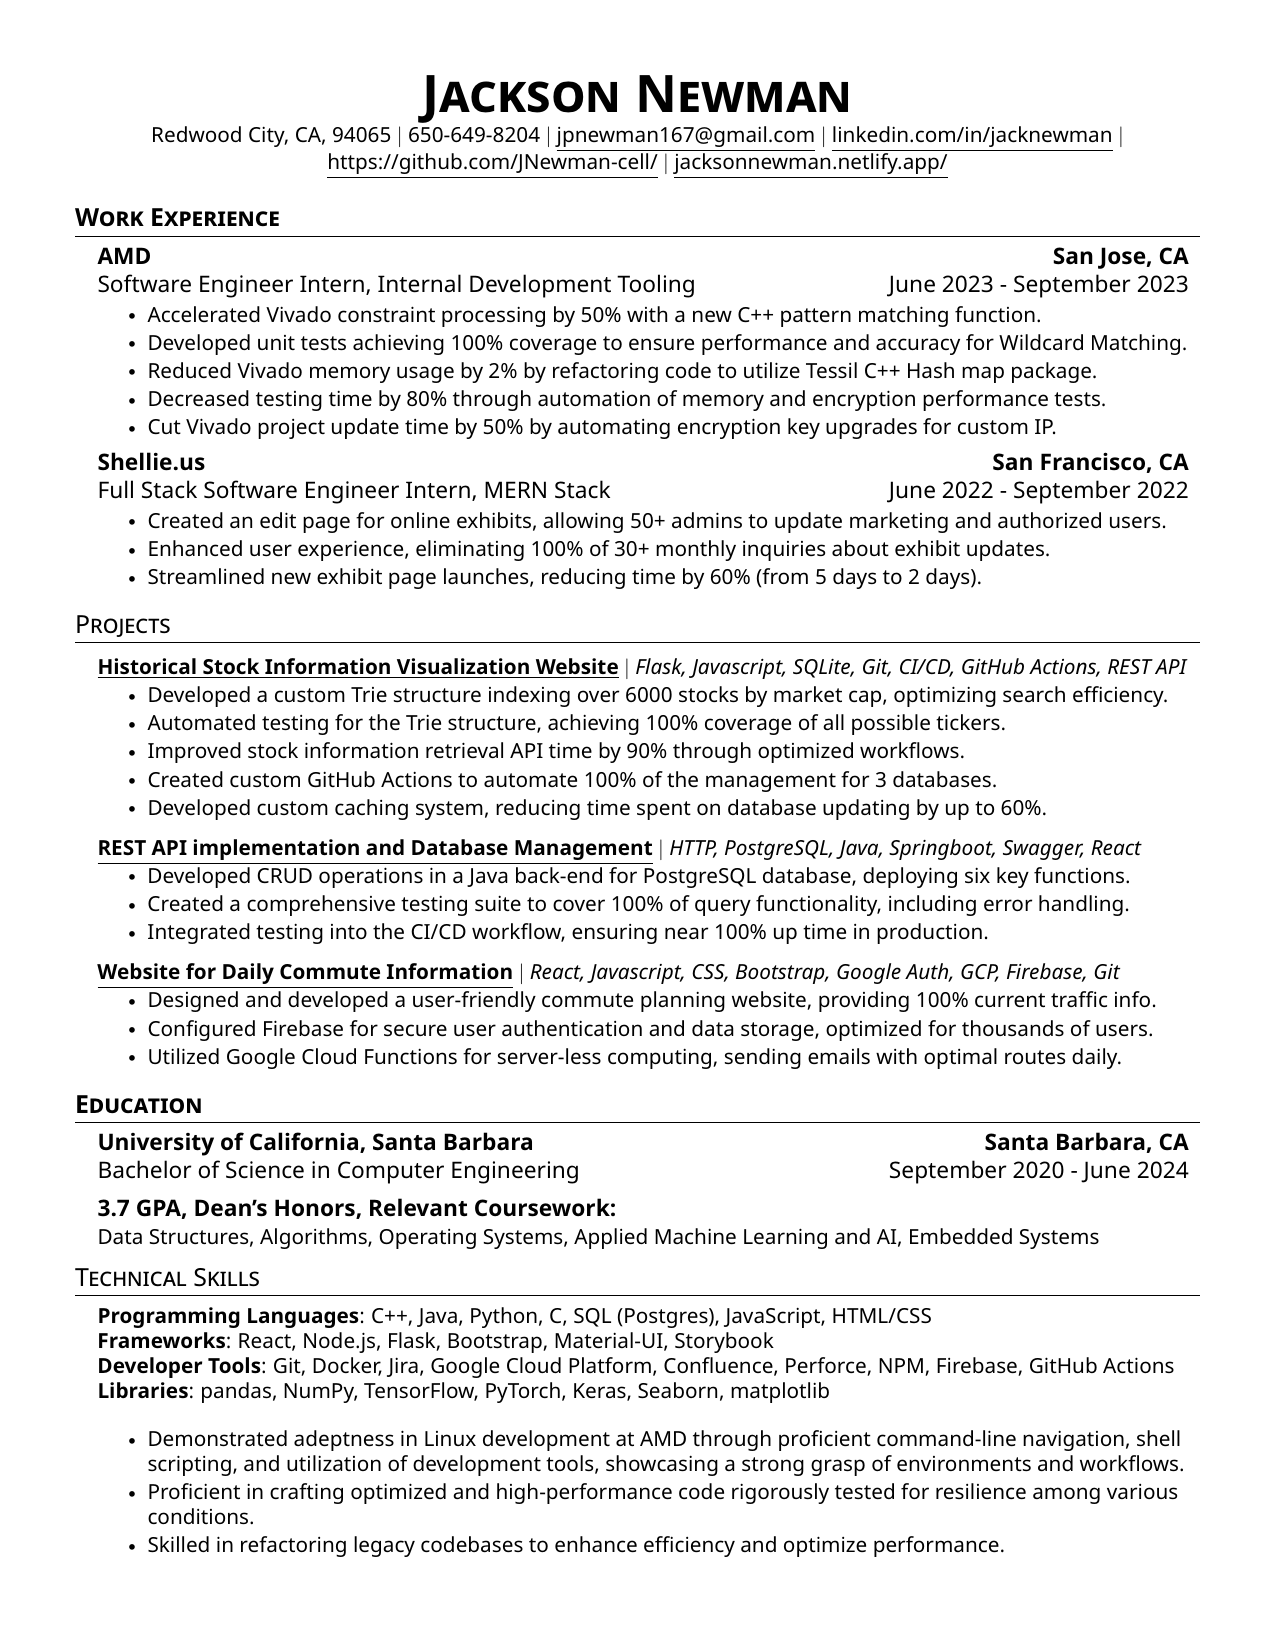 Jackson Newman
Redwood City, CA, 94065 | 650-649-8204 | jpnewman167@gmail.com | linkedin.com/in/jacknewman |
https://github.com/JNewman-cell/ | jacksonnewman.netlify.app/
Work Experience
AMD San Jose, CA
Software Engineer Intern, Internal Development Tooling June 2023 - September 2023
• Accelerated Vivado constraint processing by 50% with a new C++ pattern matching function.
• Developed unit tests achieving 100% coverage to ensure performance and accuracy for Wildcard Matching.
• Reduced Vivado memory usage by 2% by refactoring code to utilize Tessil C++ Hash map package.
• Decreased testing time by 80% through automation of memory and encryption performance tests.
• Cut Vivado project update time by 50% by automating encryption key upgrades for custom IP.
Shellie.us San Francisco, CA
Full Stack Software Engineer Intern, MERN Stack June 2022 - September 2022
• Created an edit page for online exhibits, allowing 50+ admins to update marketing and authorized users.
• Enhanced user experience, eliminating 100% of 30+ monthly inquiries about exhibit updates.
• Streamlined new exhibit page launches, reducing time by 60% (from 5 days to 2 days).
Projects
Historical Stock Information Visualization Website | Flask, Javascript, SQLite, Git, CI/CD, GitHub Actions, REST API
• Developed a custom Trie structure indexing over 6000 stocks by market cap, optimizing search efficiency.
• Automated testing for the Trie structure, achieving 100% coverage of all possible tickers.
• Improved stock information retrieval API time by 90% through optimized workflows.
• Created custom GitHub Actions to automate 100% of the management for 3 databases.
• Developed custom caching system, reducing time spent on database updating by up to 60%.
REST API implementation and Database Management | HTTP, PostgreSQL, Java, Springboot, Swagger, React
• Developed CRUD operations in a Java back-end for PostgreSQL database, deploying six key functions.
• Created a comprehensive testing suite to cover 100% of query functionality, including error handling.
• Integrated testing into the CI/CD workflow, ensuring near 100% up time in production.
Website for Daily Commute Information | React, Javascript, CSS, Bootstrap, Google Auth, GCP, Firebase, Git
• Designed and developed a user-friendly commute planning website, providing 100% current traffic info.
• Configured Firebase for secure user authentication and data storage, optimized for thousands of users.
• Utilized Google Cloud Functions for server-less computing, sending emails with optimal routes daily.
Education
University of California, Santa Barbara Santa Barbara, CA
Bachelor of Science in Computer Engineering September 2020 - June 2024
3.7 GPA, Dean’s Honors, Relevant Coursework:
Data Structures, Algorithms, Operating Systems, Applied Machine Learning and AI, Embedded Systems
Technical Skills
Programming Languages: C++, Java, Python, C, SQL (Postgres), JavaScript, HTML/CSS
Frameworks: React, Node.js, Flask, Bootstrap, Material-UI, Storybook
Developer Tools: Git, Docker, Jira, Google Cloud Platform, Confluence, Perforce, NPM, Firebase, GitHub Actions
Libraries: pandas, NumPy, TensorFlow, PyTorch, Keras, Seaborn, matplotlib
• Demonstrated adeptness in Linux development at AMD through proficient command-line navigation, shell
scripting, and utilization of development tools, showcasing a strong grasp of environments and workflows.
• Proficient in crafting optimized and high-performance code rigorously tested for resilience among various
conditions.
• Skilled in refactoring legacy codebases to enhance efficiency and optimize performance.